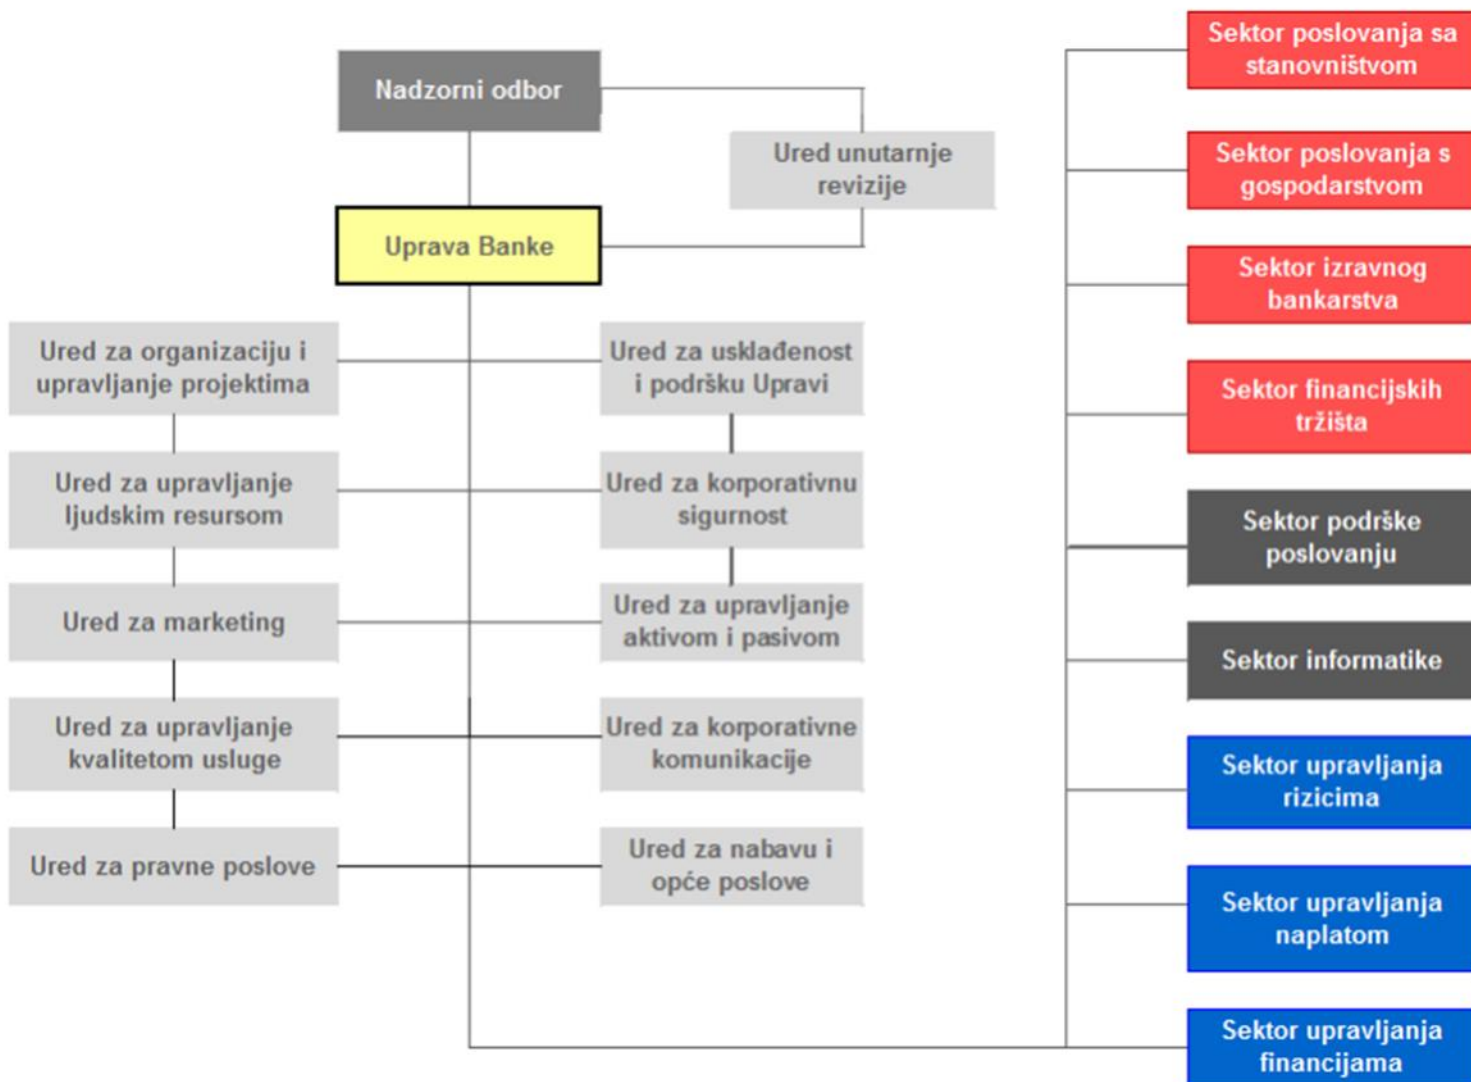 Nadzorni odbor
Ured unutarnje
revizije
Uprava Banke
Ured za organizaciju i
upravljanje projektima
Ured za usklađenost
i podršku Upravi
Ured za upravljanje
ljudskim resursom
Ured za korporativnu
sigurnost
Ured za marketing
Ured za upravljanje
aktivom i pasivom
Ured za upravljanje
kvalitetom usluge
Ured za korporativne
komunikacije
Ured za pravne poslove
Ured za nabavu i
opće poslove
Sektor poslovanja sa
stanovništvom
Sektor poslovanja s
gospodarstvom
Sektor izravnog
bankarstva
Sektor financijskih
tržišta
Sektor podrške
poslovanju
Sektor informatike
Sektor upravljanja
rizicima
Sektor upravljanja
naplatom
Sektor upravljanja
financijama